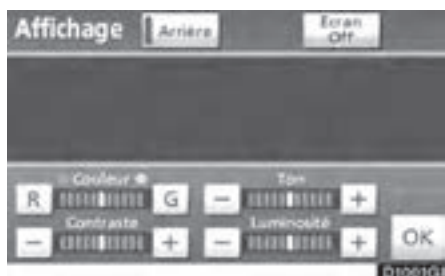 Affichage Arrière Ecran
Off
Couleur Ton
R G - +
Contraste Luminosité
- + - + OK